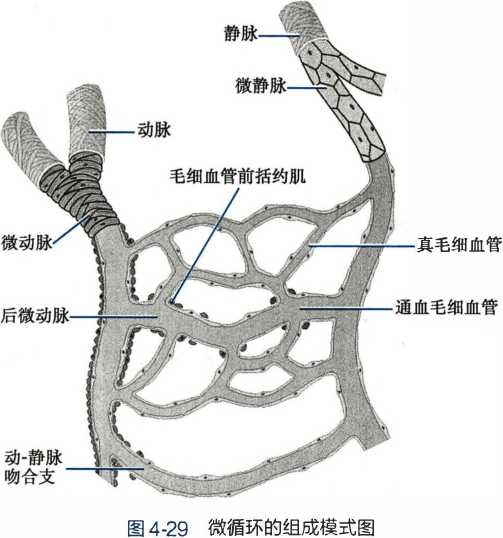 静脉
微静脉
动脉
毛细血管前括约肌
微动脉
真毛细血管
后微动脉
通血毛细血管
动-静脉
吻合支
图4-29 微循环的组成模式图